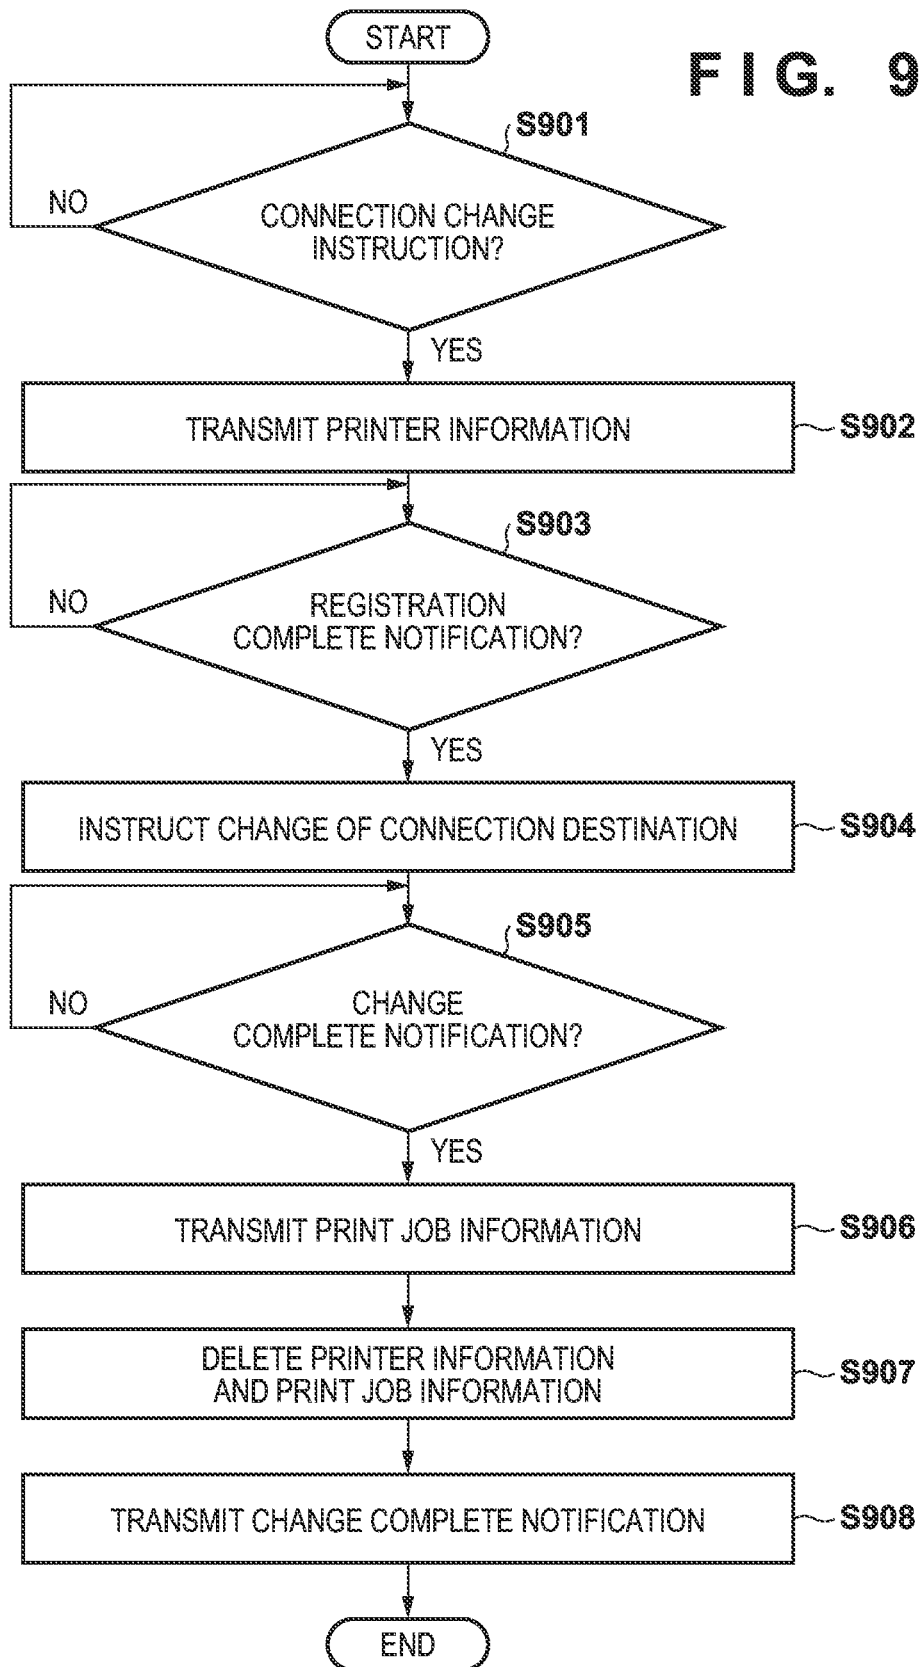 START
FIG. 9
S901
NO
CONNECTION CHANGE
INSTRUCTION?
YES
TRANSMIT PRINTER INFORMATION
S902
S903
NO
REGISTRATION
COMPLETE NOTIFICATION?
YES
INSTRUCT CHANGE OF CONNECTION DESTINATION
S904
S905
NO
CHANGE
COMPLETE NOTIFICATION?
YES
TRANSMIT PRINT JOB INFORMATION
S906
DELETE PRINTER INFORMATION
AND PRINT JOB INFORMATION
S907
TRANSMIT CHANGE COMPLETE NOTIFICATION
S908
END